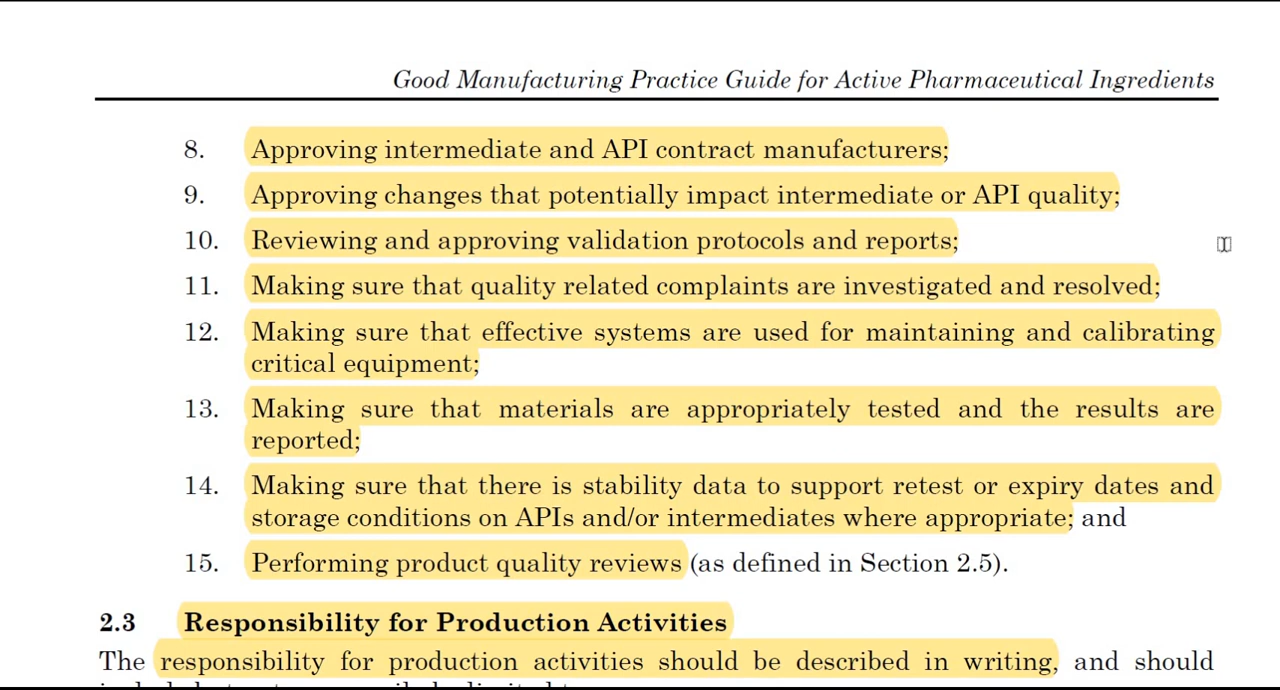 Good Manufacturing Practice Guide for Active Pharmaceutical Ingredients
8. Approving intermediate and API contract manufacturers;
9. Approving changes that potentially impact intermediate or API quality;
10. Reviewing and approving validation protocols and reports;
11. Making sure that quality related complaints are investigated and resolved;
12. Making sure that effective systems are used for maintaining and calibrating
critical equipment;
13. Making sure that materials are appropriately tested and the results are
reported;
14. Making sure that there is stability data to support retest or expiry dates and
storage conditions on APIs and/or intermediates where appropriate; and
15. Performing product quality reviews (as defined in Section 2.5).
2.3 Responsibility for Production Activities
The responsibility for production activities should be described in writing, and should